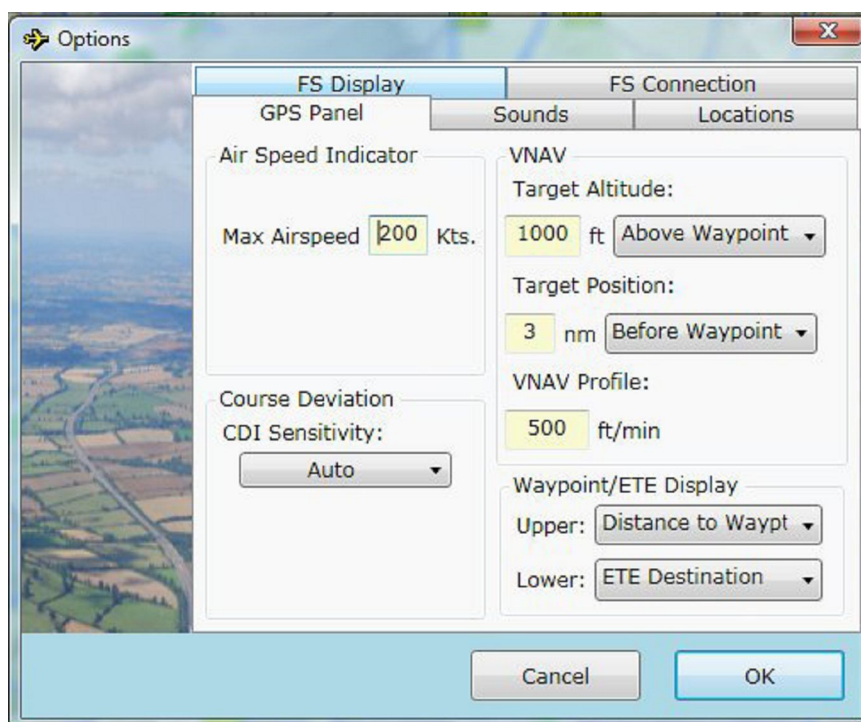 Options
FS Display FS Connection
GPS Panel Sounds Locations
Air Speed Indicator
Max Airspeed 200 Kts.
Course Deviation
CDI Sensitivity:
Auto
VNAV
Target Altitude:
1000 ft Above Waypoint
Target Position:
3 nm Before Waypoint
VNAV Profile:
500 ft/min
Waypoint/ETE Display
Upper: Distance to Waypt
Lower: ETE Destination
Cancel OK